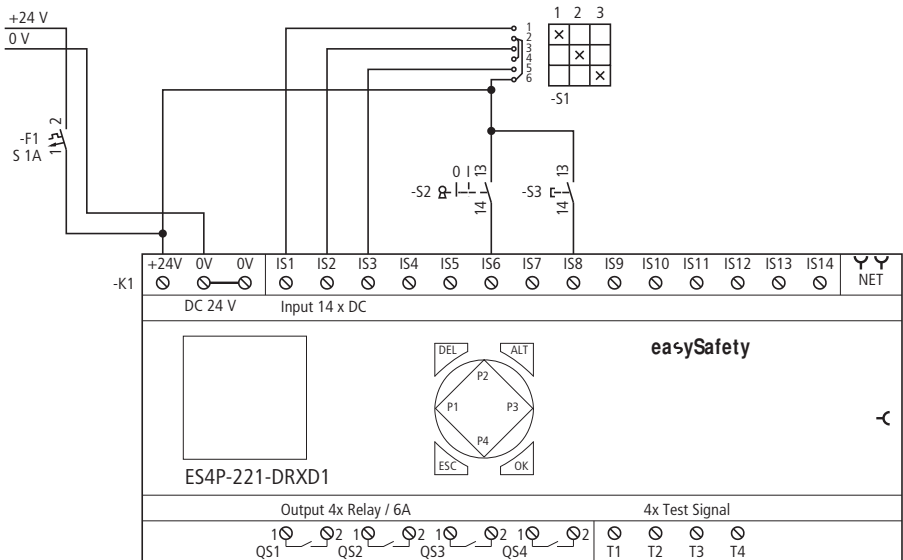 +24 V
0 V
1 2 3
1
2
3
4
5
6
-S1
2
-F1
1
S 1A
0 I 13
-S2
14
13
-S3
14
+24V 0V 0V IS1 IS2 IS3 IS4 IS5 IS6 IS7 IS8 IS9 IS10 IS11 IS12 IS13 IS14
-K1
NET
DC 24 V Input 14 x DC
easySafety
DEL ALT
P2
P1 P3
P4
ESC OK
ES4P-221-DRXD1
Output 4x Relay / 6A 4x Test Signal
1 2 1 2 1 2 1 2
QS1 QS2 QS3 QS4 T1 T2 T3 T4